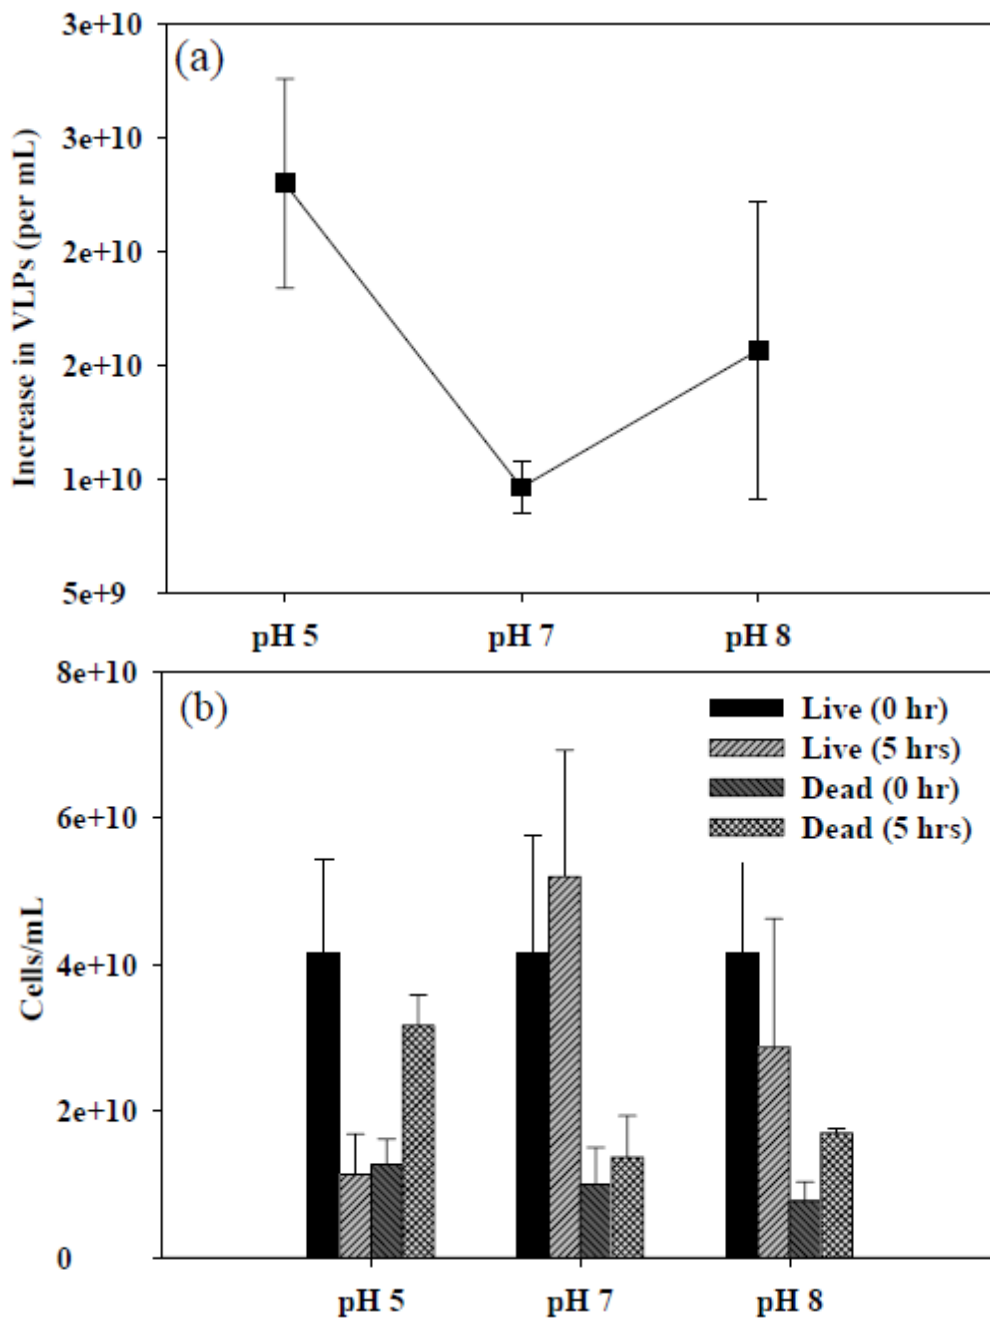 (a)
Increase in VLPs (per mL)
3e+10
3e+10
2e+10
2e+10
1e+10
5e+9
pH 5 pH 7 pH 8
(b)
Cells/mL
8e+10
6e+10
4e+10
2e+10
0
Live (0 hr)
Live (5 hrs)
Dead (0 hr)
Dead (5 hrs)
pH 5 pH 7 pH 8